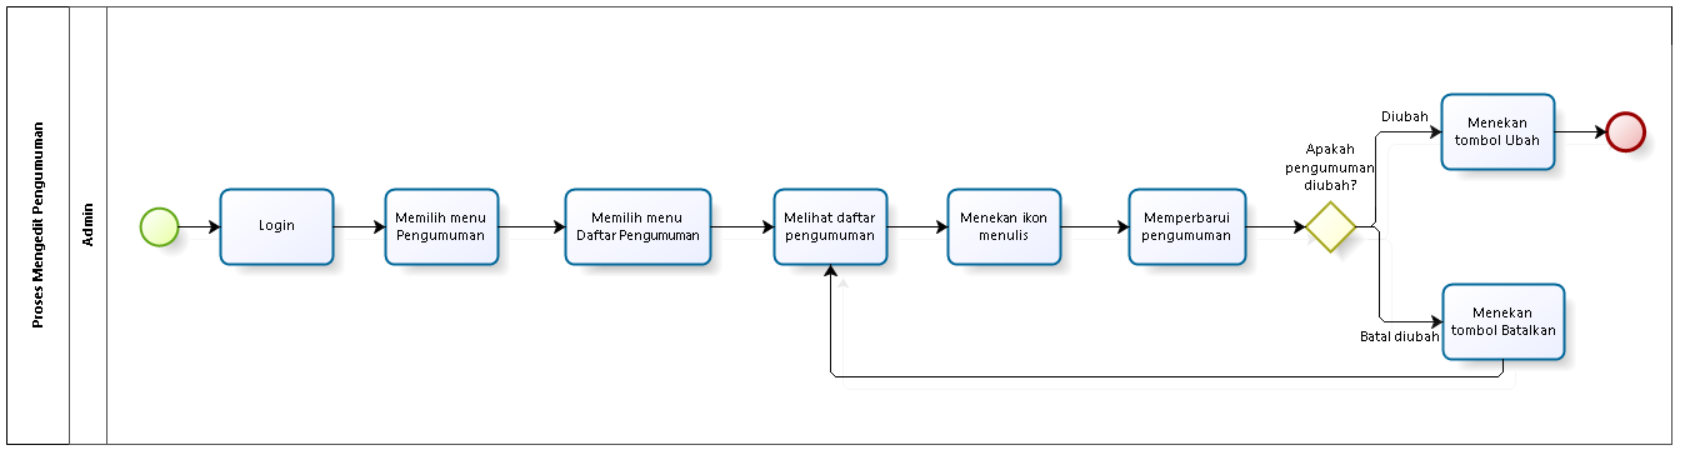 Proses Mengedit Pengumuman
Admin
Login
Memilih menu
Pengumuman
Memilih menu
Daftar Pengumuman
Melihat daftar
pengumuman
Menekan ikon
menulis
Memperbarui
pengumuman
Apakah
pengumuman
diubah?
Diubah
Menekan
tombol Ubah
Batal diubah
Menekan
tombol Batalkan